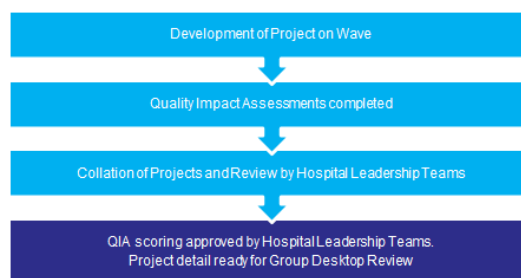 Development of Project on Wave
Quality Impact Assessments completed
Collation of Projects and Review by Hospital Leadership Teams
QIA scoring approved by Hospital Leadership Teams.
Project detail ready for Group Desktop Review